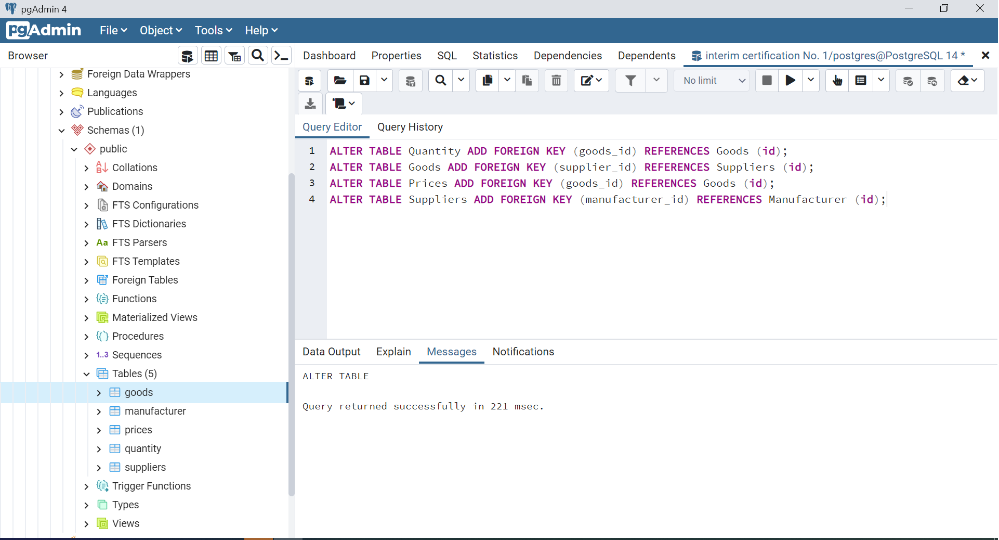 pgAdmin 4
pgAdmin File Object Tools Help
Browser
Dashboard Properties SQL Statistics Dependencies Dependents interim certification No. 1/postgres@PostgreSQL 14 *
No limit
Query Editor Query History
Foreign Data Wrappers
Languages
Publications
Schemas (1)
public
Collations
Domains
FTS Configurations
FTS Dictionaries
Aa FTS Parsers
FTS Templates
Foreign Tables
Functions
Materialized Views
Procedures
1..3 Sequences
Tables (5)
goods
manufacturer
prices
quantity
suppliers
Trigger Functions
Types
Views
1 ALTER TABLE Quantity ADD FOREIGN KEY (goods_id) REFERENCES Goods (id);
2 ALTER TABLE Goods ADD FOREIGN KEY (supplier_id) REFERENCES Suppliers (id);
3 ALTER TABLE Prices ADD FOREIGN KEY (goods_id) REFERENCES Goods (id);
4 ALTER TABLE Suppliers ADD FOREIGN KEY (manufacturer_id) REFERENCES Manufacturer (id);
Data Output Explain Messages Notifications
ALTER TABLE
Query returned successfully in 221 msec.